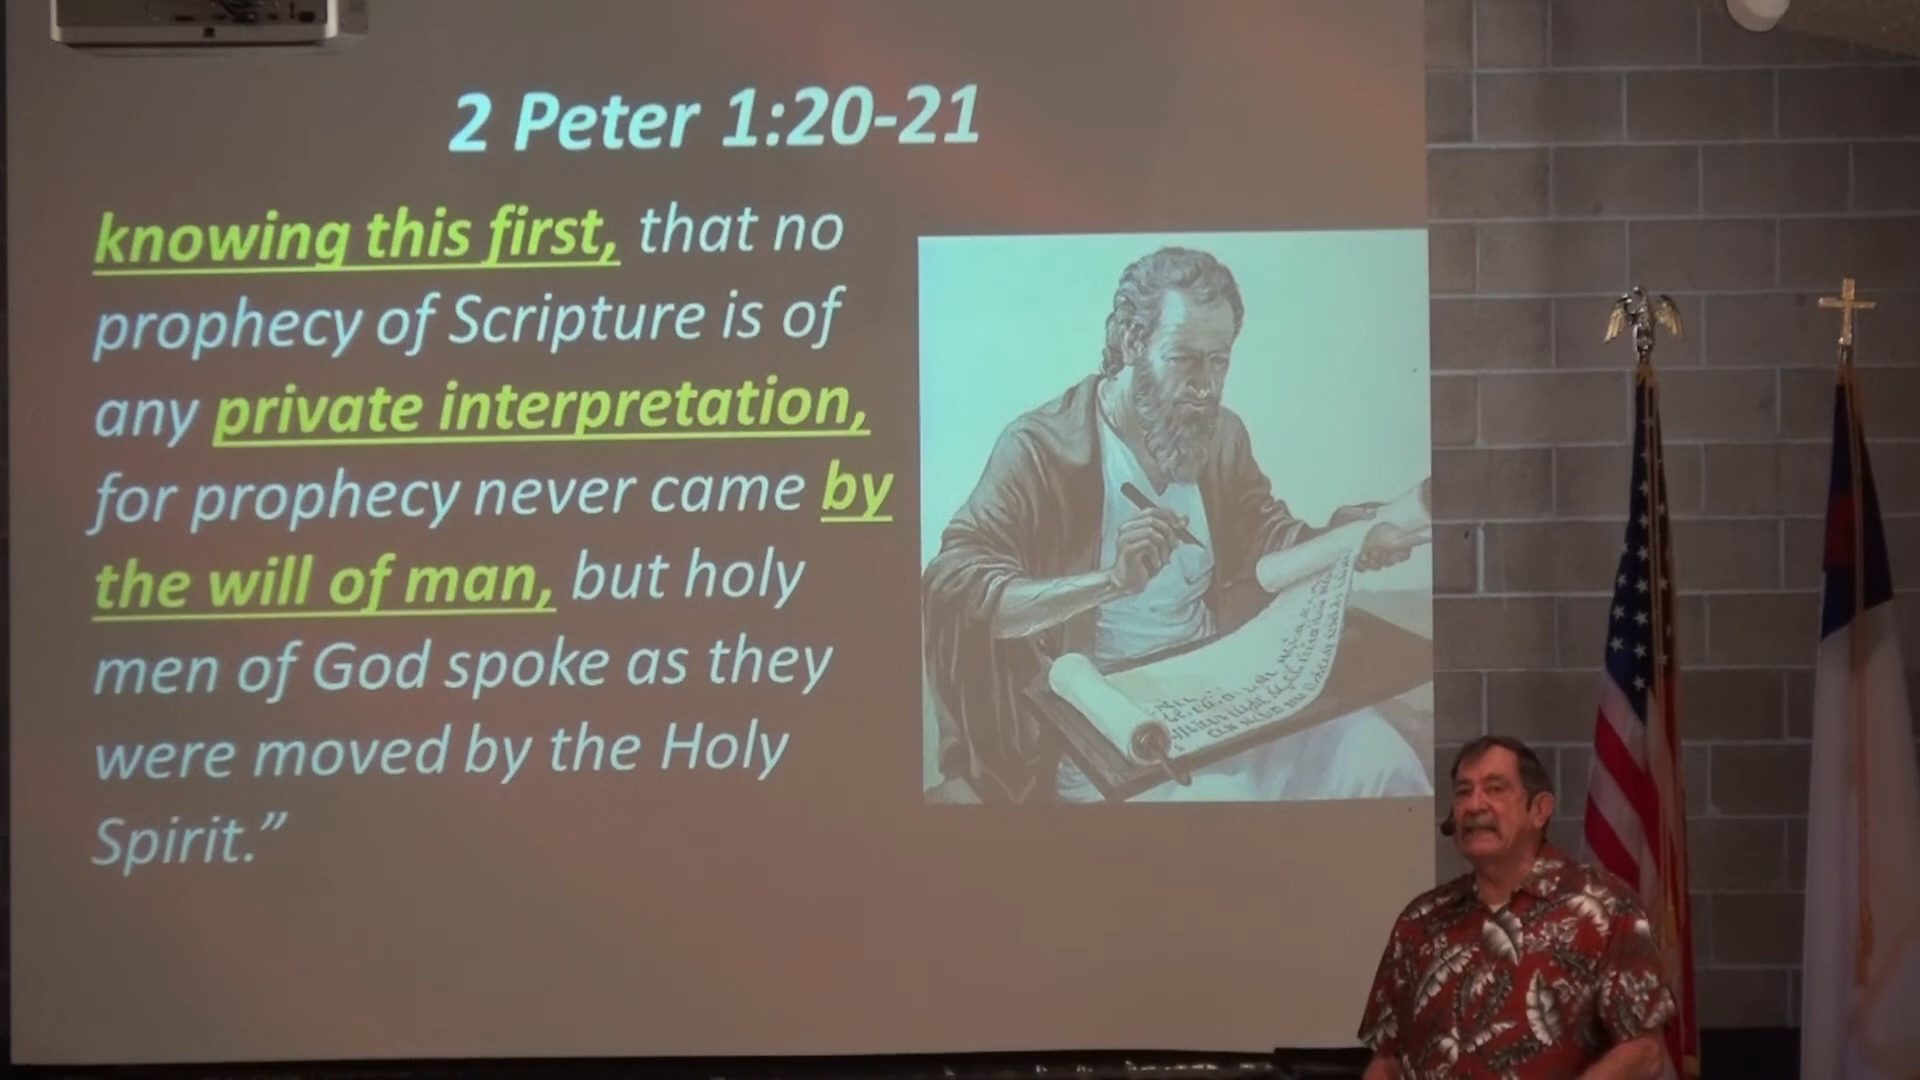 2 Peter 1:20-21
knowing this first, that no
prophecy of Scripture is of
any private interpretation,
for prophecy never came by
the will of man, but holy
men of God spoke as they
were moved by the Holy
Spirit.”